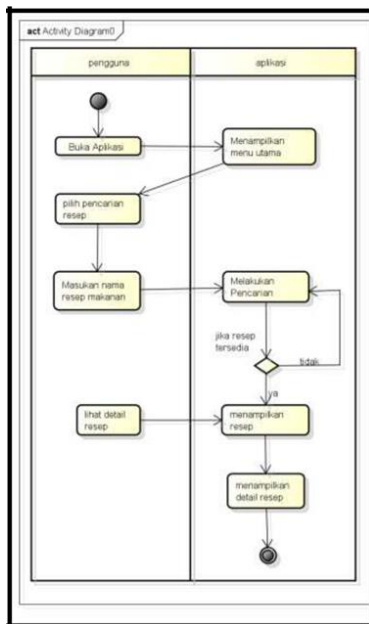 act Activity Diagram0
pengguna
aplikasi
Buka Aplikasi
Menampilkan
menu utama
pilih pencarian
resep
Masukan nama
resep makanan
Melakukan
Pencarian
jika resep
tersedia
tidak
ya
lihat detail
resep
menampilkan
resep
menampilkan
detail resep